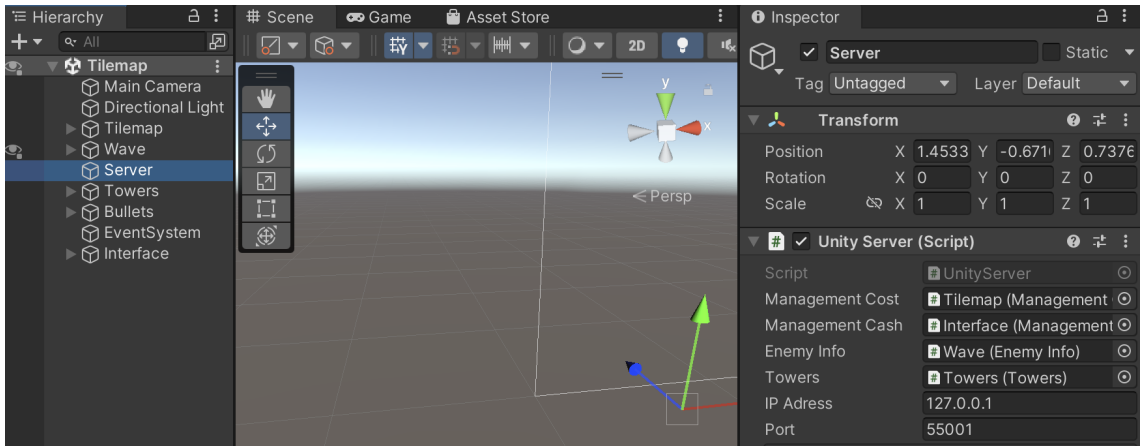 Hierarchy
All
Tilemap
Main Camera
Directional Light
Tilemap
Wave
Server
Towers
Bullets
EventSystem
Interface
Scene Game Asset Store
2D
y
x
Persp
Inspector
Server Static
Tag Untagged Layer Default
Transform
Position X 1.4533 Y -0.671 Z 0.7376
Rotation X 0 Y 0 Z 0
Scale X 1 Y 1 Z 1
# Unity Server (Script)
Script # UnityServer
Management Cost # Tilemap (Management
Management Cash # Interface (Management
Enemy Info # Wave (Enemy Info)
Towers # Towers (Towers)
IP Adress 127.0.0.1
Port 55001